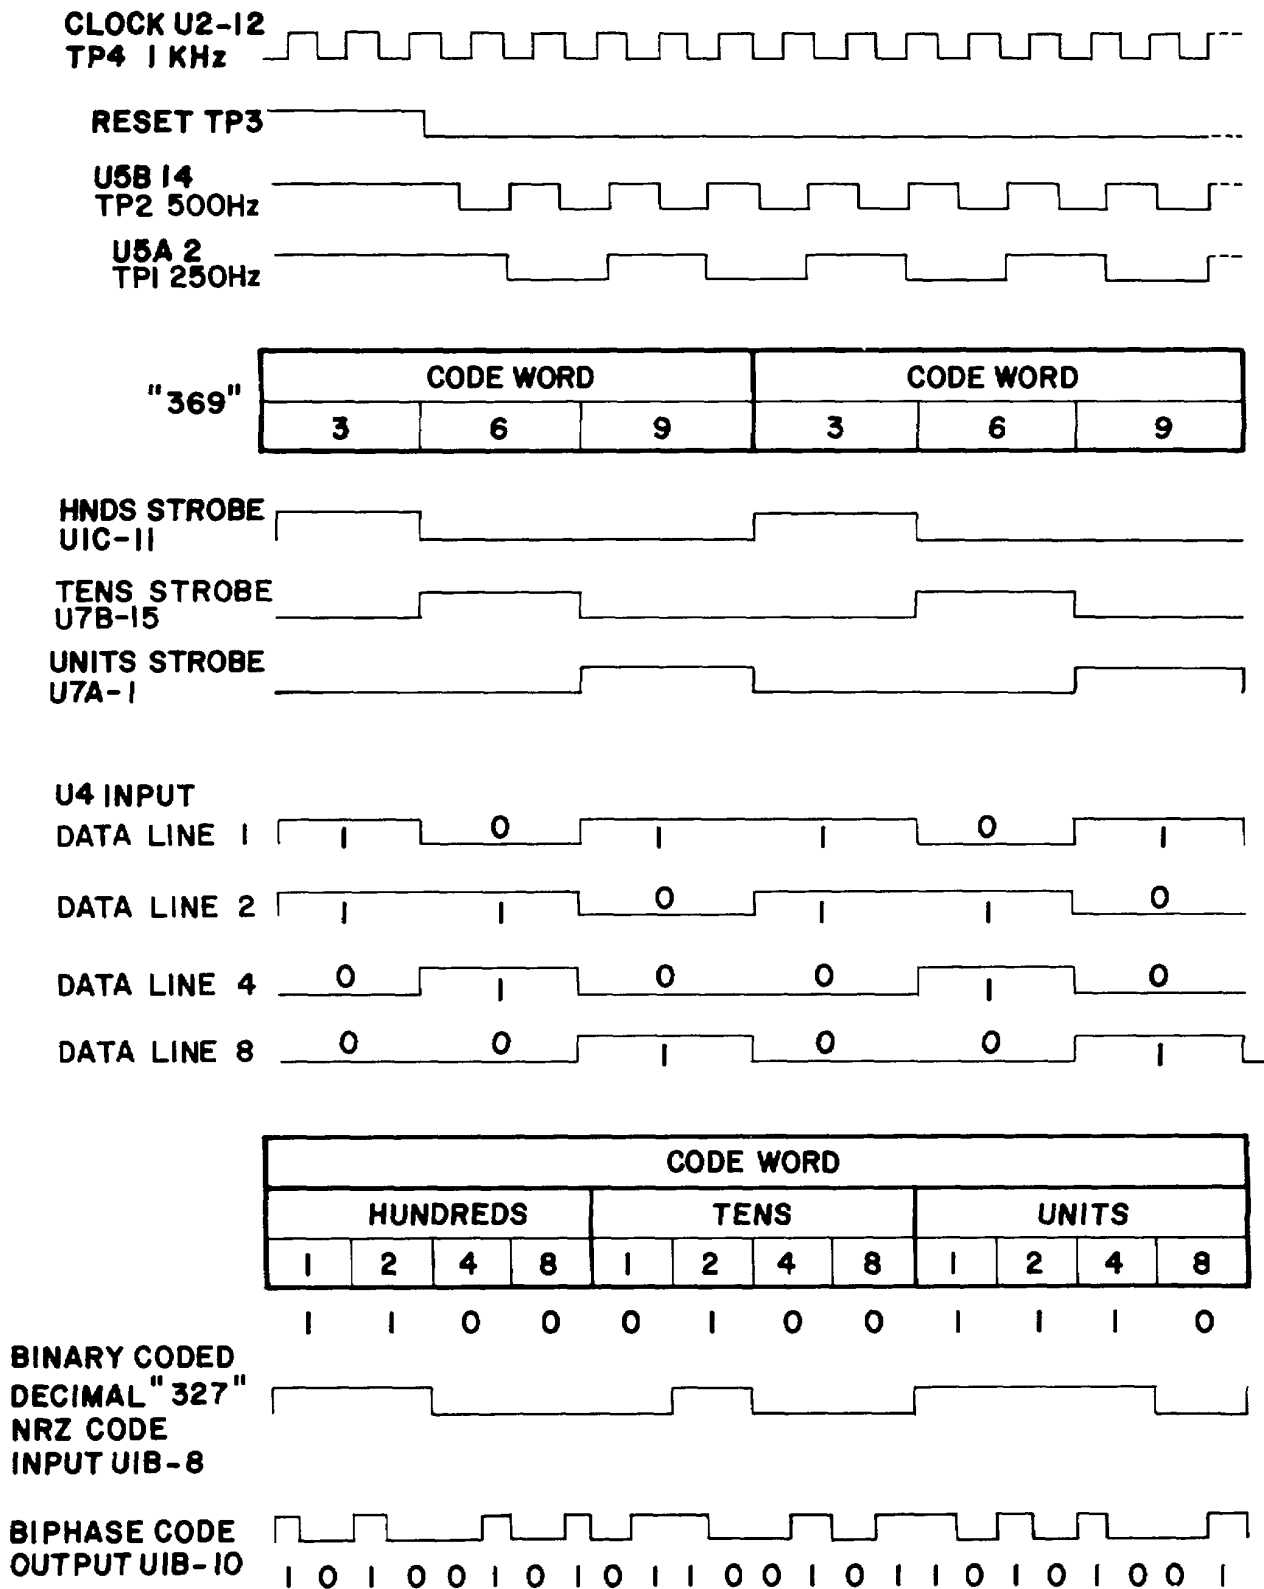 CLOCK U2-12
TP4 1 KHz
RESET TP3
U5B 14
TP2 500Hz
U5A 2
TP1 250Hz
"369"
CODE WORD CODE WORD
3 6 9 3 6 9
HNDS STROBE
U1C-11
TENS STROBE
U7B-15
UNITS STROBE
U7A-1
U4 INPUT
DATA LINE 1 1 0 1 1 0 1
DATA LINE 2 1 1 0 1 1 0
DATA LINE 4 0 1 0 0 1 0
DATA LINE 8 0 0 1 0 0 1
CODE WORD
HUNDREDS TENS UNITS
1 2 4 8 1 2 4 8 1 2 4 8
1 1 0 0 0 1 0 0 1 1 1 0
BINARY CODED
DECIMAL "327"
NRZ CODE
INPUT U1B-8
BIPHASE CODE
OUTPUT U1B-10 1 0 1 0 0 1 0 1 0 1 1 0 0 1 0 1 1 0 1 0 1 0 0 1